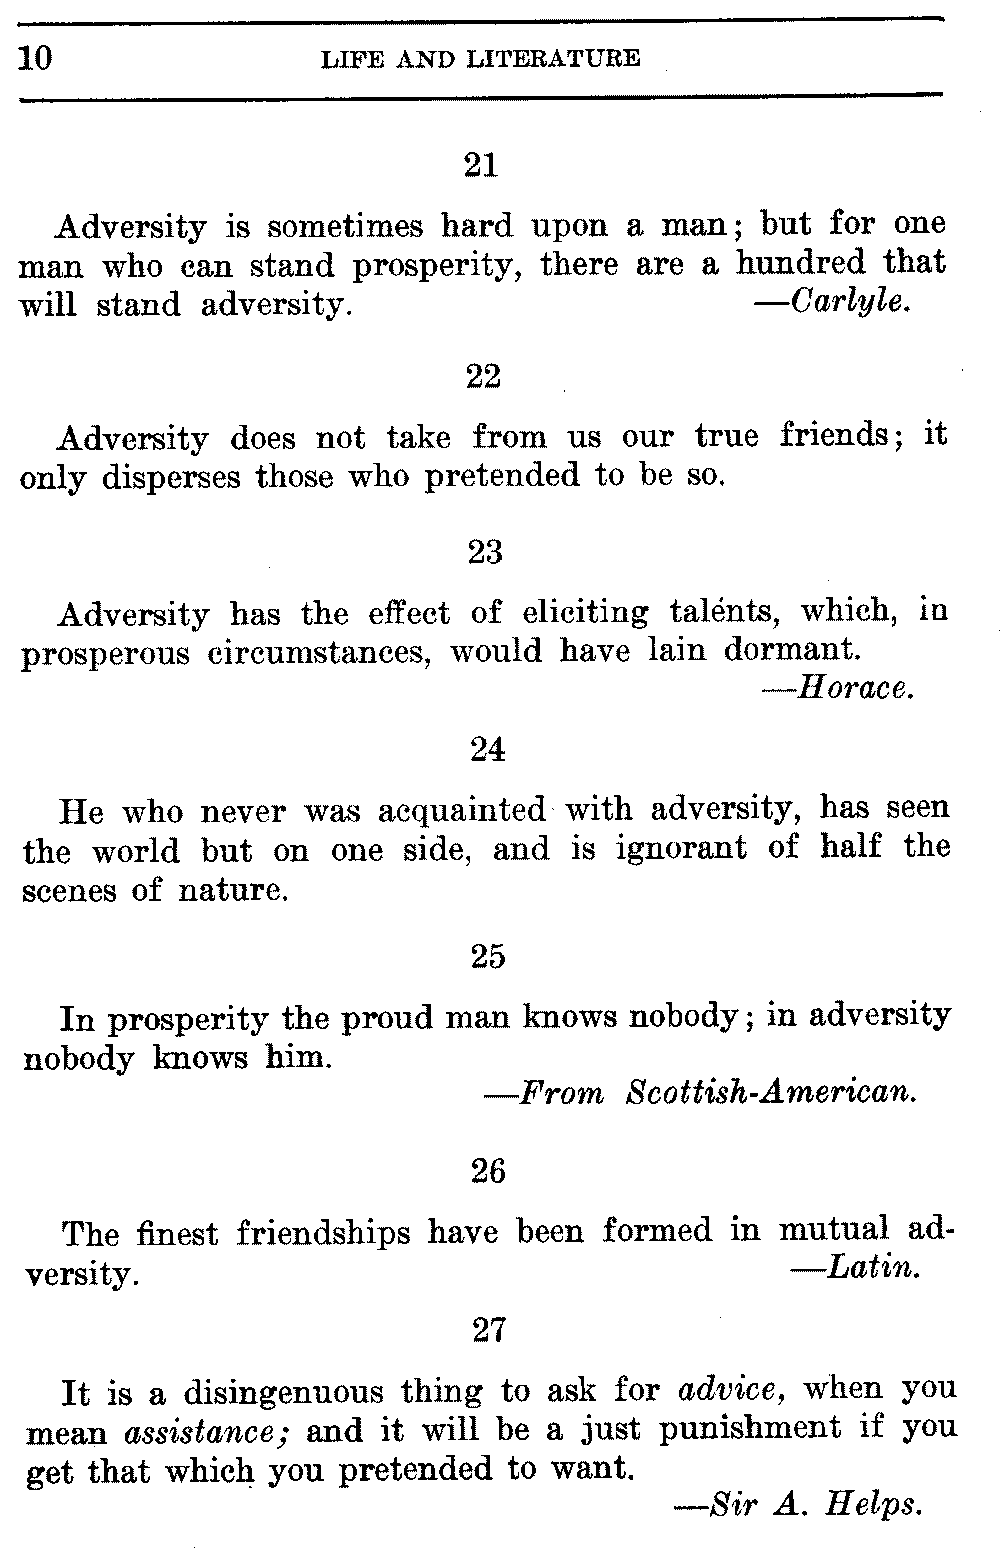 10 LIFE AND LITERATURE
21
Adversity is sometimes hard upon a man; but for one
man who can stand prosperity, there are a hundred that
will stand adversity. —Carlyle.
22
Adversity does not take from us our true friends; it
only disperses those who pretended to be so.
23
Adversity has the effect of eliciting talénts, which, in
prosperous circumstances, would have lain dormant.
—Horace.
24
He who never was acquainted with adversity, has seen
the world but on one side, and is ignorant of half the
scenes of nature.
25
In prosperity the proud man knows nobody; in adversity
nobody knows him.
—From Scottish-American.
26
The finest friendships have been formed in mutual ad-
versity. —Latin.
27
It is a disingenuous thing to ask for advice, when you
mean assistance; and it will be a just punishment if you
get that which you pretended to want.
—Sir A. Helps.